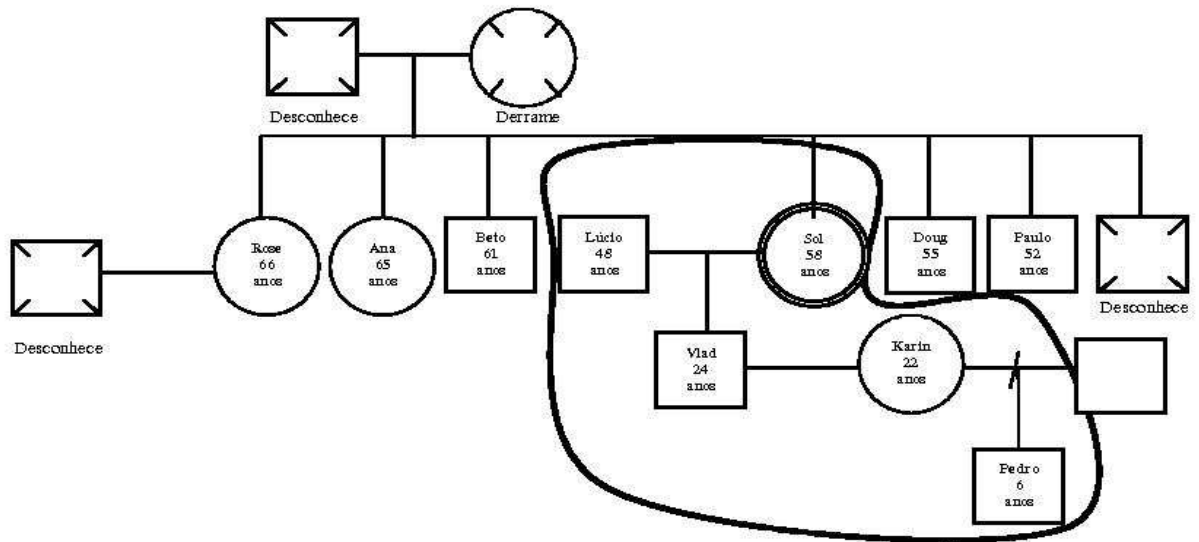 Desconhece
Derrame
Rose
66
anos
Ana
65
anos
Beto
61
anos
Lúcio
48
anos
Sol
58
anos
Doug
55
anos
Paulo
52
anos
Desconhece
Desconhece
Vlad
24
anos
Karin
22
anos
Pedro
6
anos